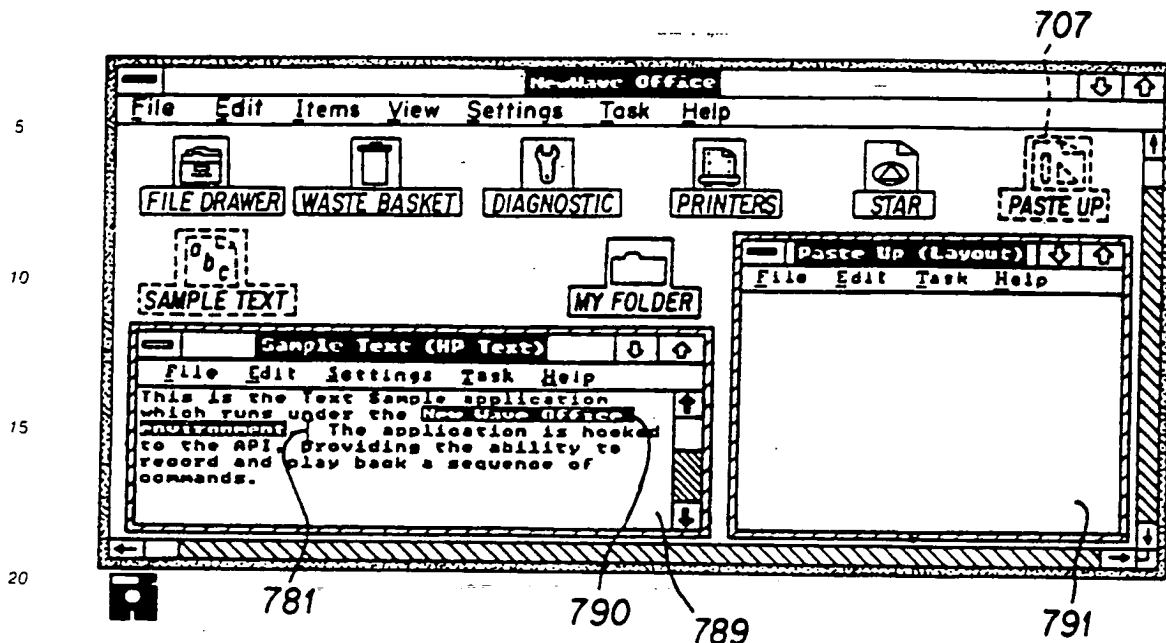 707
NewWave Office
File Edit Items View Settings Task Help
5
FILE DRAWER WASTE BASKET DIAGNOSTIC PRINTERS STAR PASTE UP
10
SAMPLE TEXT MY FOLDER
Paste Up (Layout)
File Edit Task Help
Sample Text (HP Text)
File Edit Settings Task Help
This is the Text Sample application
which runs under the New Wave Office
15
environment. The application is hooked
to the API. Providing the ability to
record and play back a sequence of
commands.
20
781 790 789 791